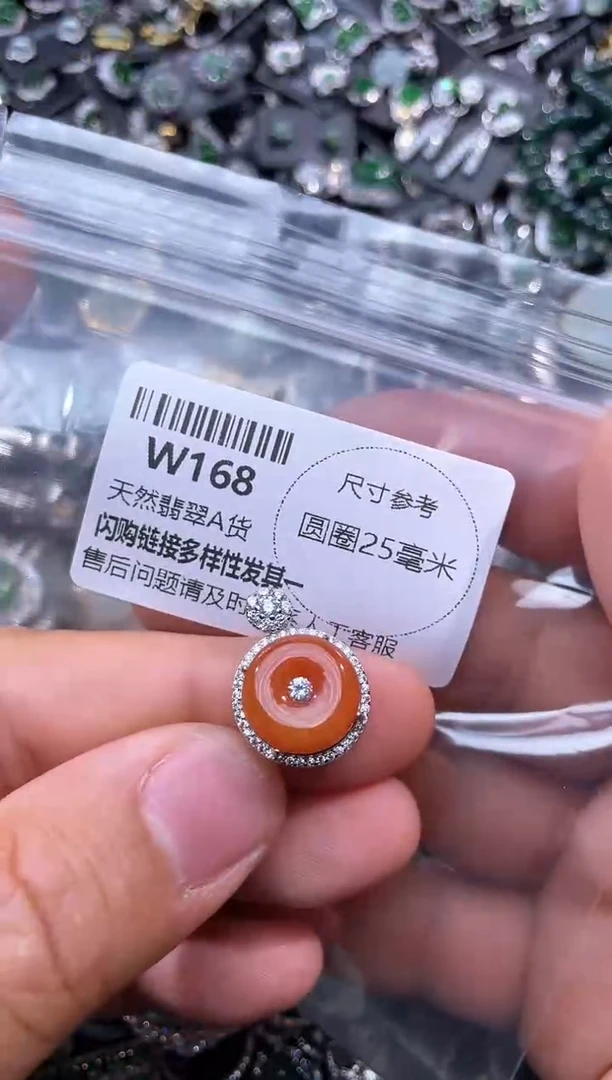 W168
天然翡翠A货
闪购链接多样性发其一
售后问题请及时 人工客服
尺寸参考
圆圈25毫米